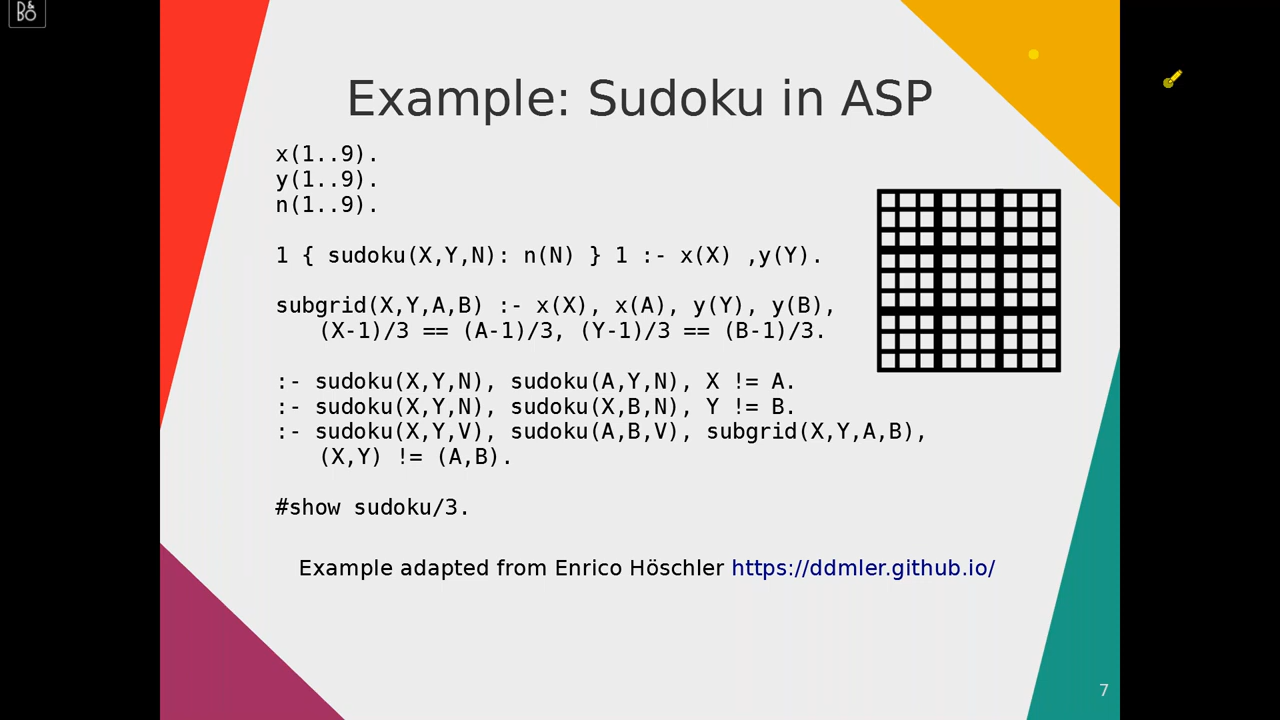 B&O
Example: Sudoku in ASP
x(1..9).
y(1..9).
n(1..9).
1 { sudoku(X,Y,N): n(N) } 1 :- x(X) ,y(Y).
subgrid(X,Y,A,B) :- x(X), x(A), y(Y), y(B),
(X-1)/3 == (A-1)/3, (Y-1)/3 == (B-1)/3.
:- sudoku(X,Y,N), sudoku(A,Y,N), X != A.
:- sudoku(X,Y,N), sudoku(X,B,N), Y != B.
:- sudoku(X,Y,V), sudoku(A,B,V), subgrid(X,Y,A,B),
(X,Y) != (A,B).
#show sudoku/3.
Example adapted from Enrico Höschler https://ddmler.github.io/
7